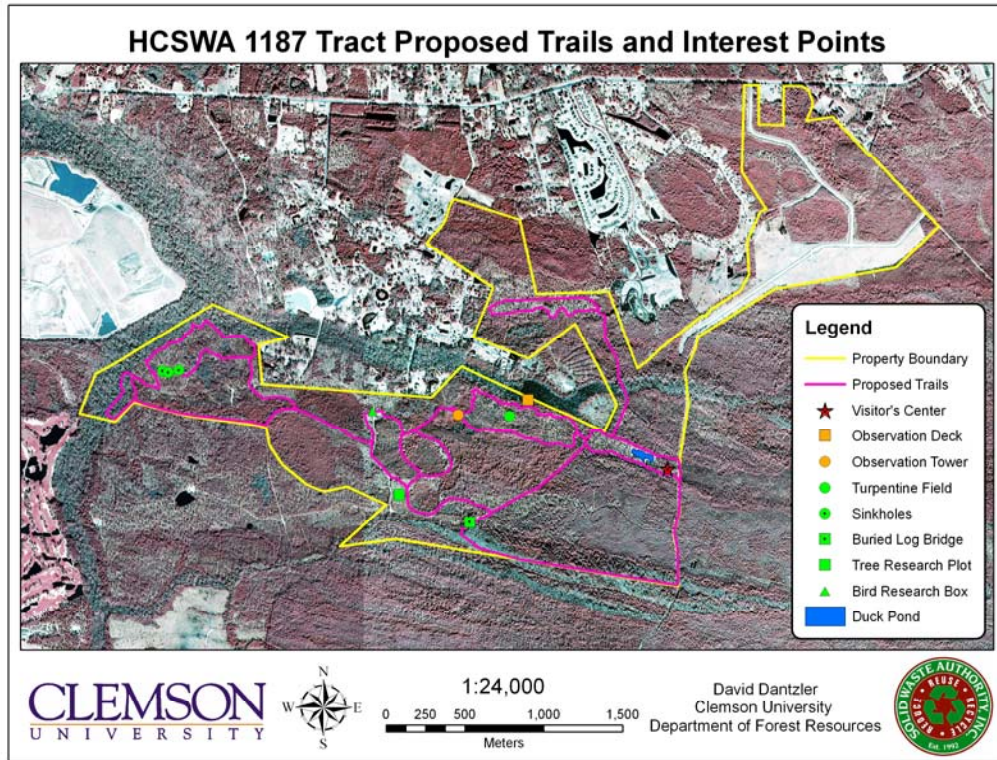 HCSWA 1187 Tract Proposed Trails and Interest Points
Legend
Property Boundary
Proposed Trails
Visitor's Center
Observation Deck
Observation Tower
Turpentine Field
Sinkholes
Buried Log Bridge
Tree Research Plot
Bird Research Box
Duck Pond
CLEMSON
UNIVERSITY
N
W
E
S
1:24,000
0 250 500 1,000 1,500
Meters
David Dantzler
Clemson University
Department of Forest Resources
SOLID WASTE AUTHORITY, INC.
REDUCE REUSE RECYCLE
Est. 1992